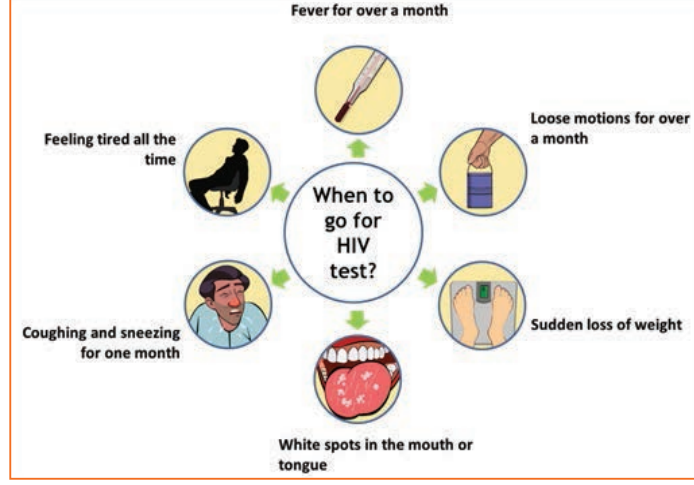 Fever for over a month
Loose motions for over
a month
Feeling tired all the
time
When to
go for
HIV
test?
Coughing and sneezing
for one month
Sudden loss of weight
White spots in the mouth or
tongue